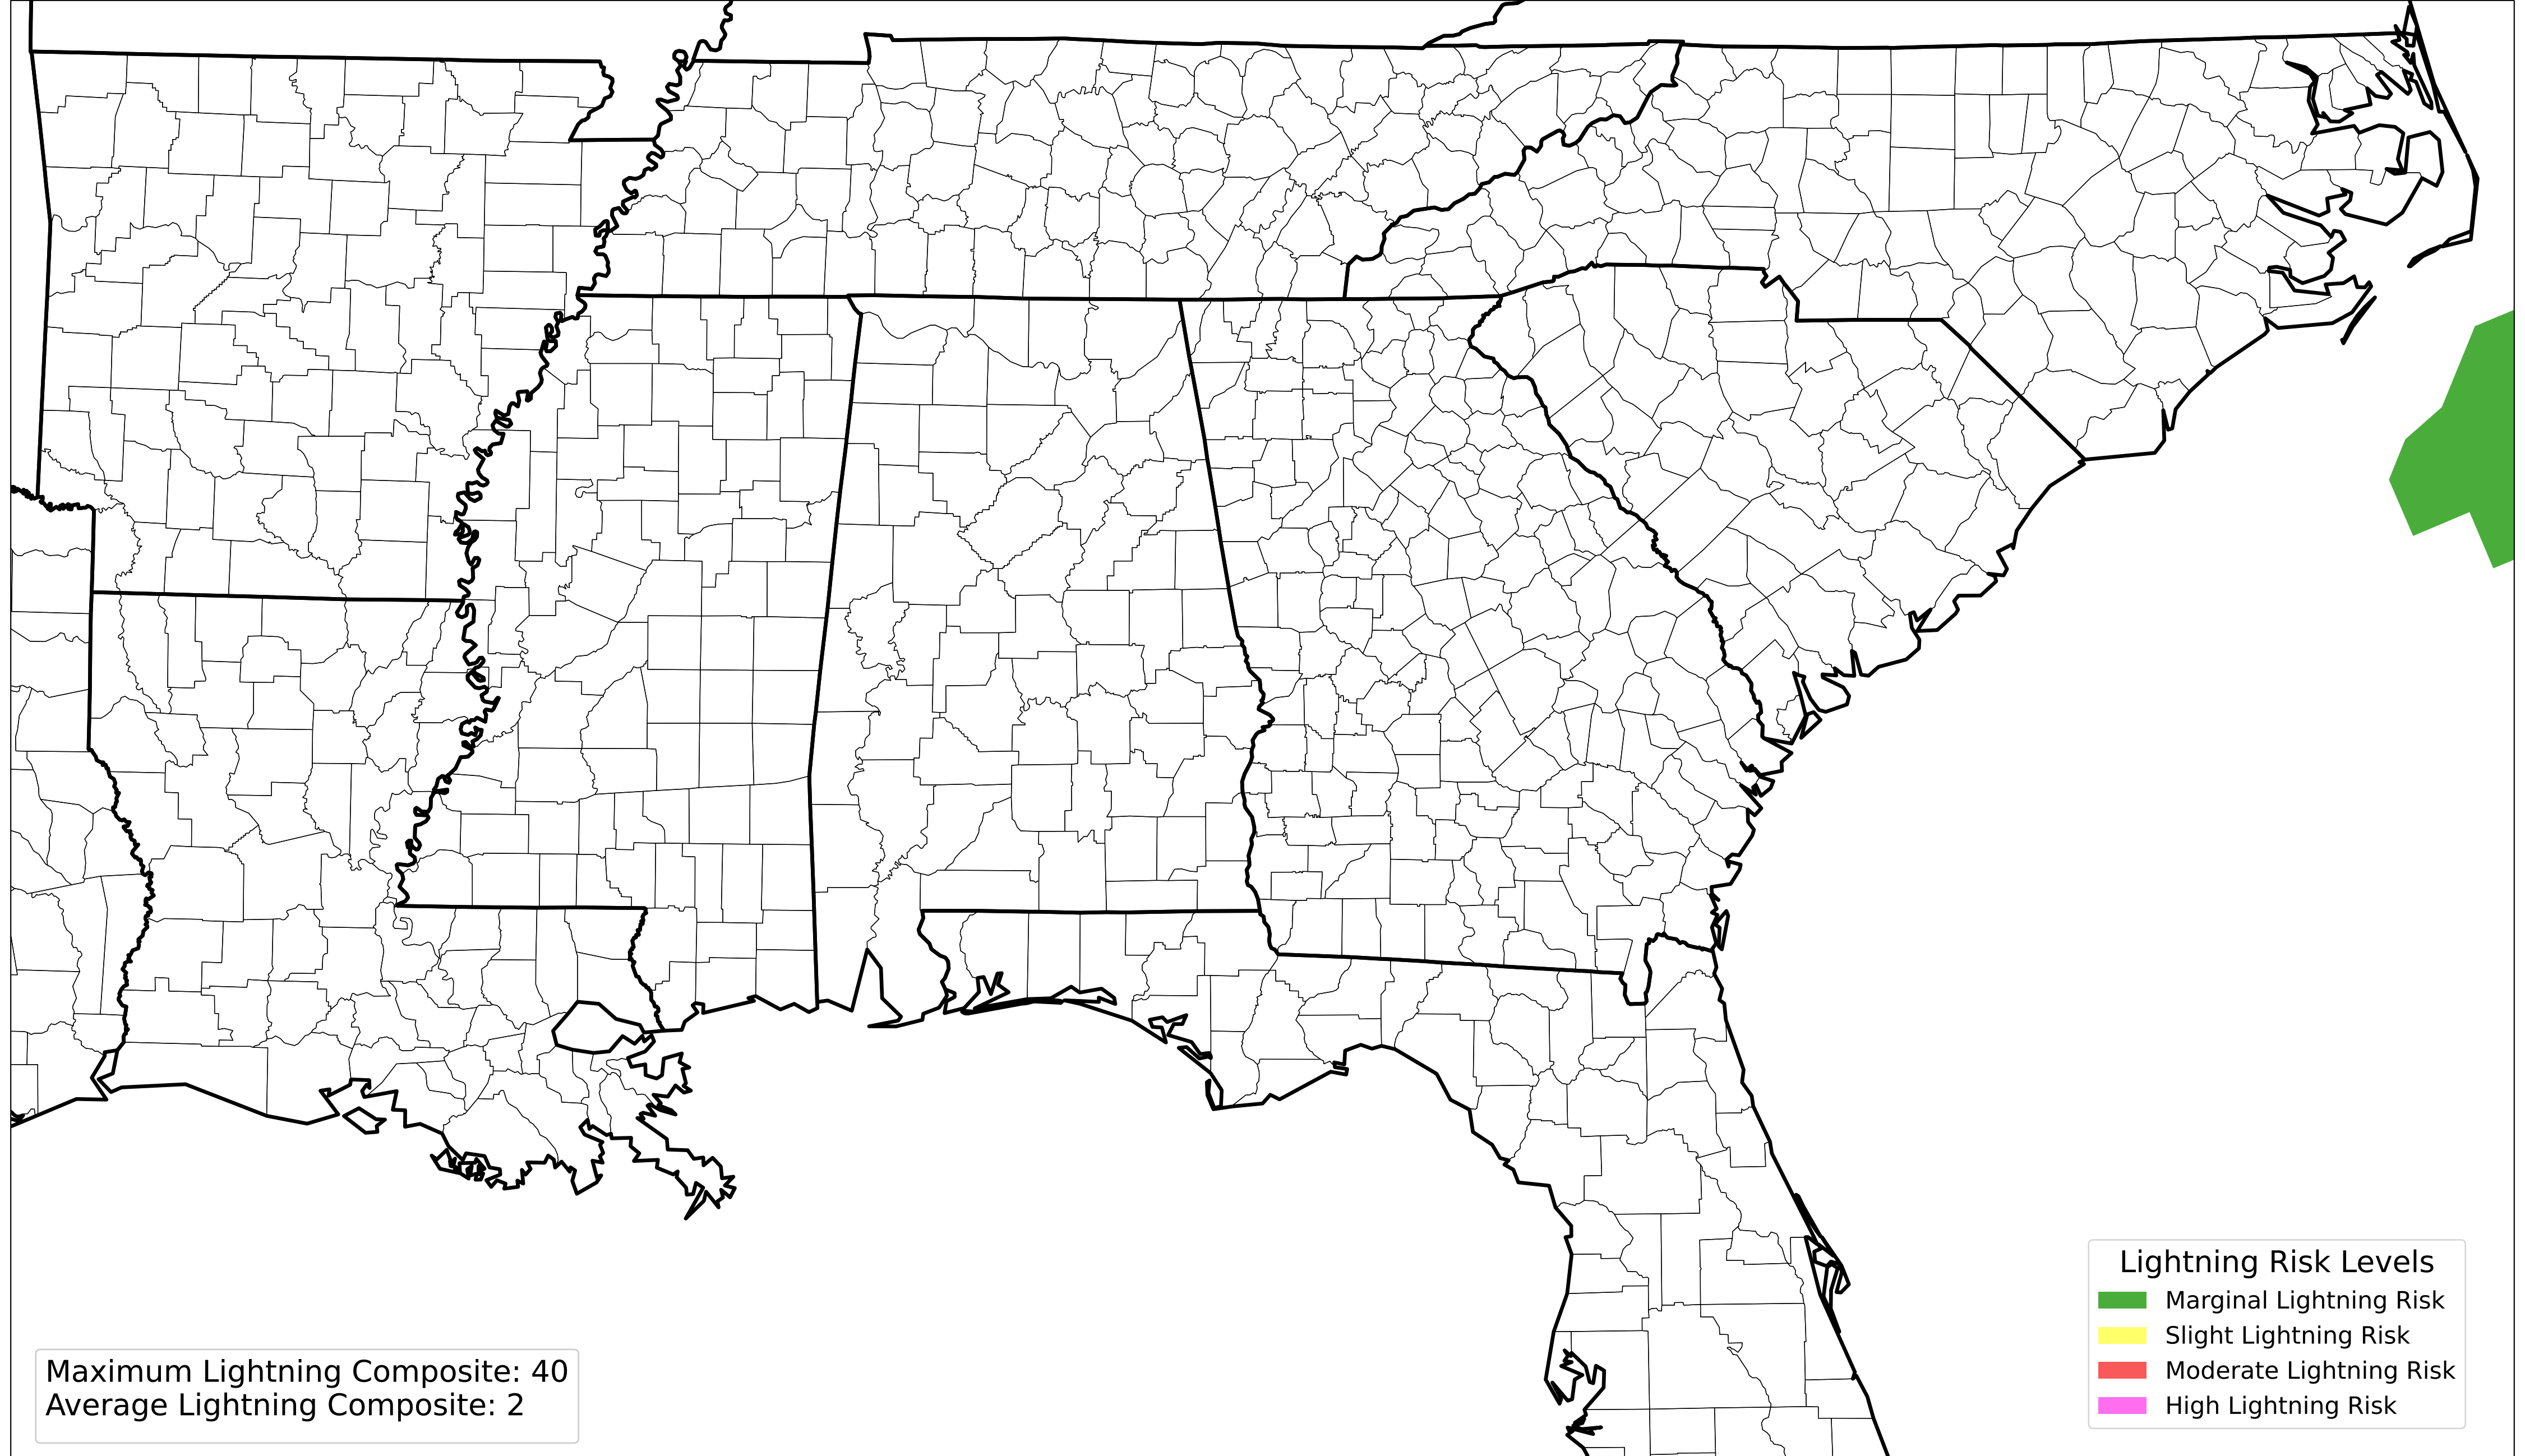 Lightning Risk Levels
Marginal Lightning Risk
Slight Lightning Risk
Moderate Lightning Risk
High Lightning Risk
Maximum Lightning Composite: 40
Average Lightning Composite: 2